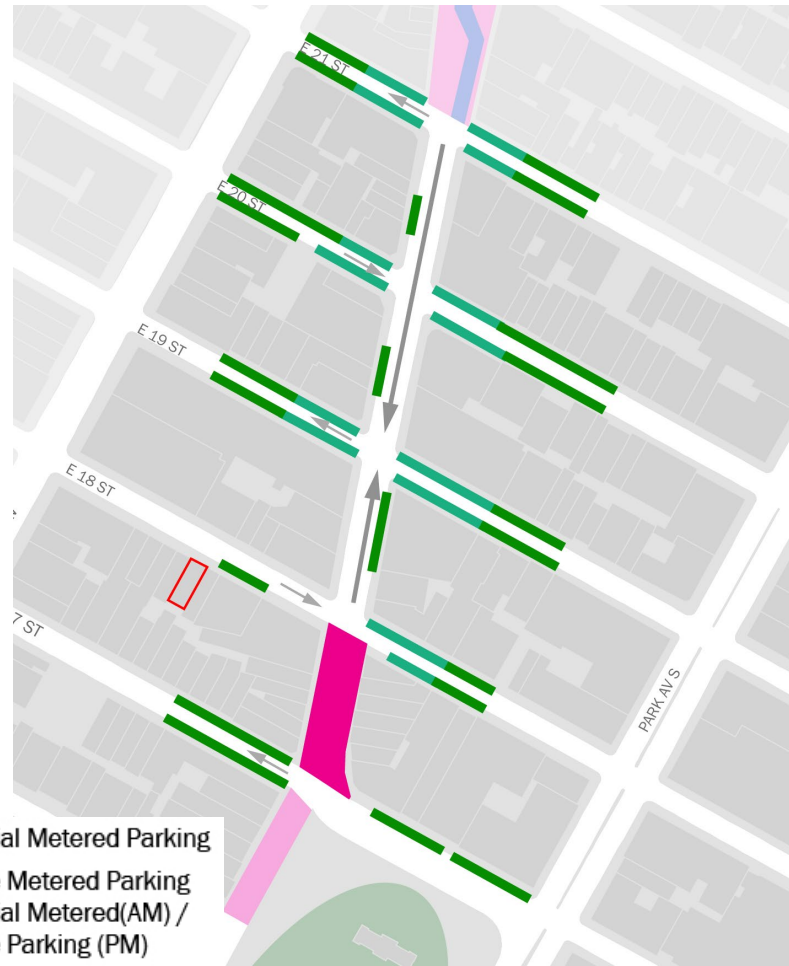 E 21 ST
E 20 ST
E 19 ST
E 18 ST
7 ST
PARK AV S
al Metered Parking
Metered Parking
al Metered(AM) /
Parking (PM)